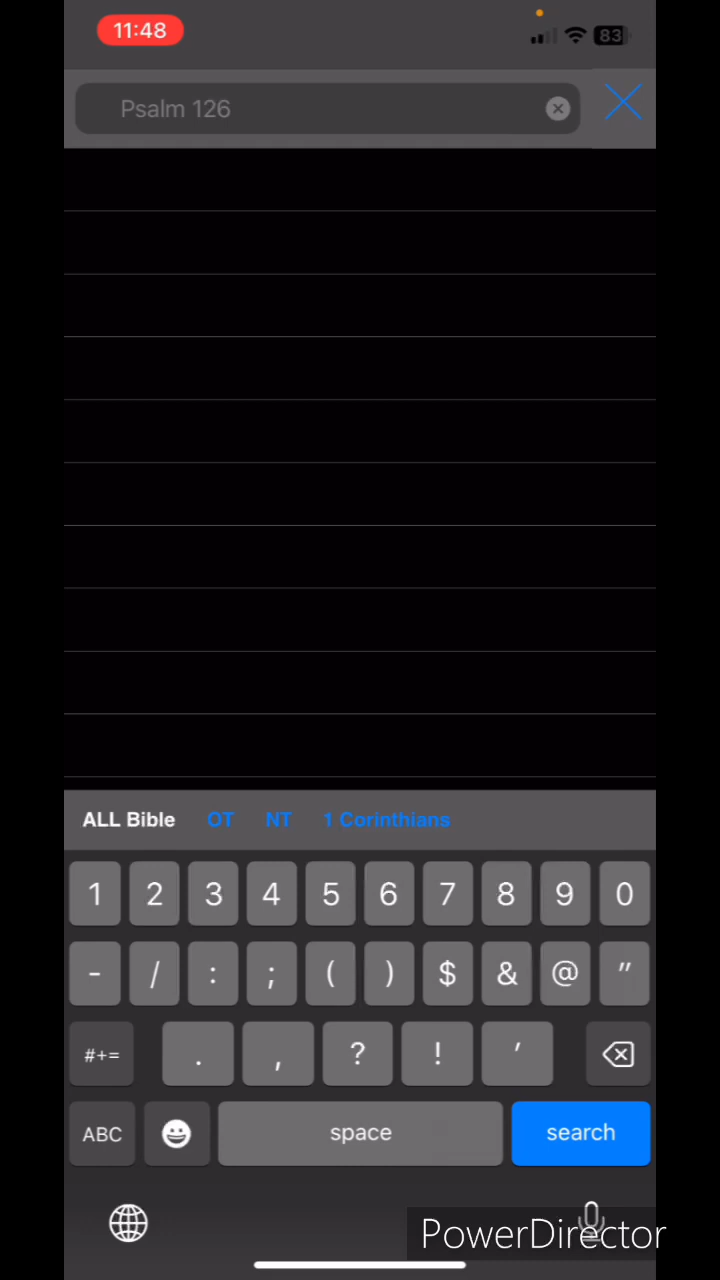 11:48 83
Psalm 126
ALL Bible OT NT 1 Corinthians
1 2 3 4 5 6 7 8 9 0
- / : ; ( ) $ & @ "
#+= . , ? ! '
ABC space search
PowerDirector